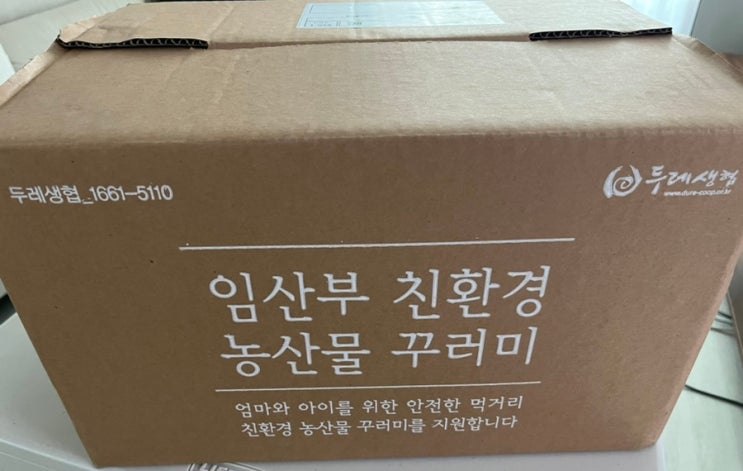 두레생협_1661-5110
두레생협
www.dure-coop.or.kr
임산부 친환경
농산물 꾸러미
엄마와 아이를 위한 안전한 먹거리
친환경 농산물 꾸러미를 지원합니다